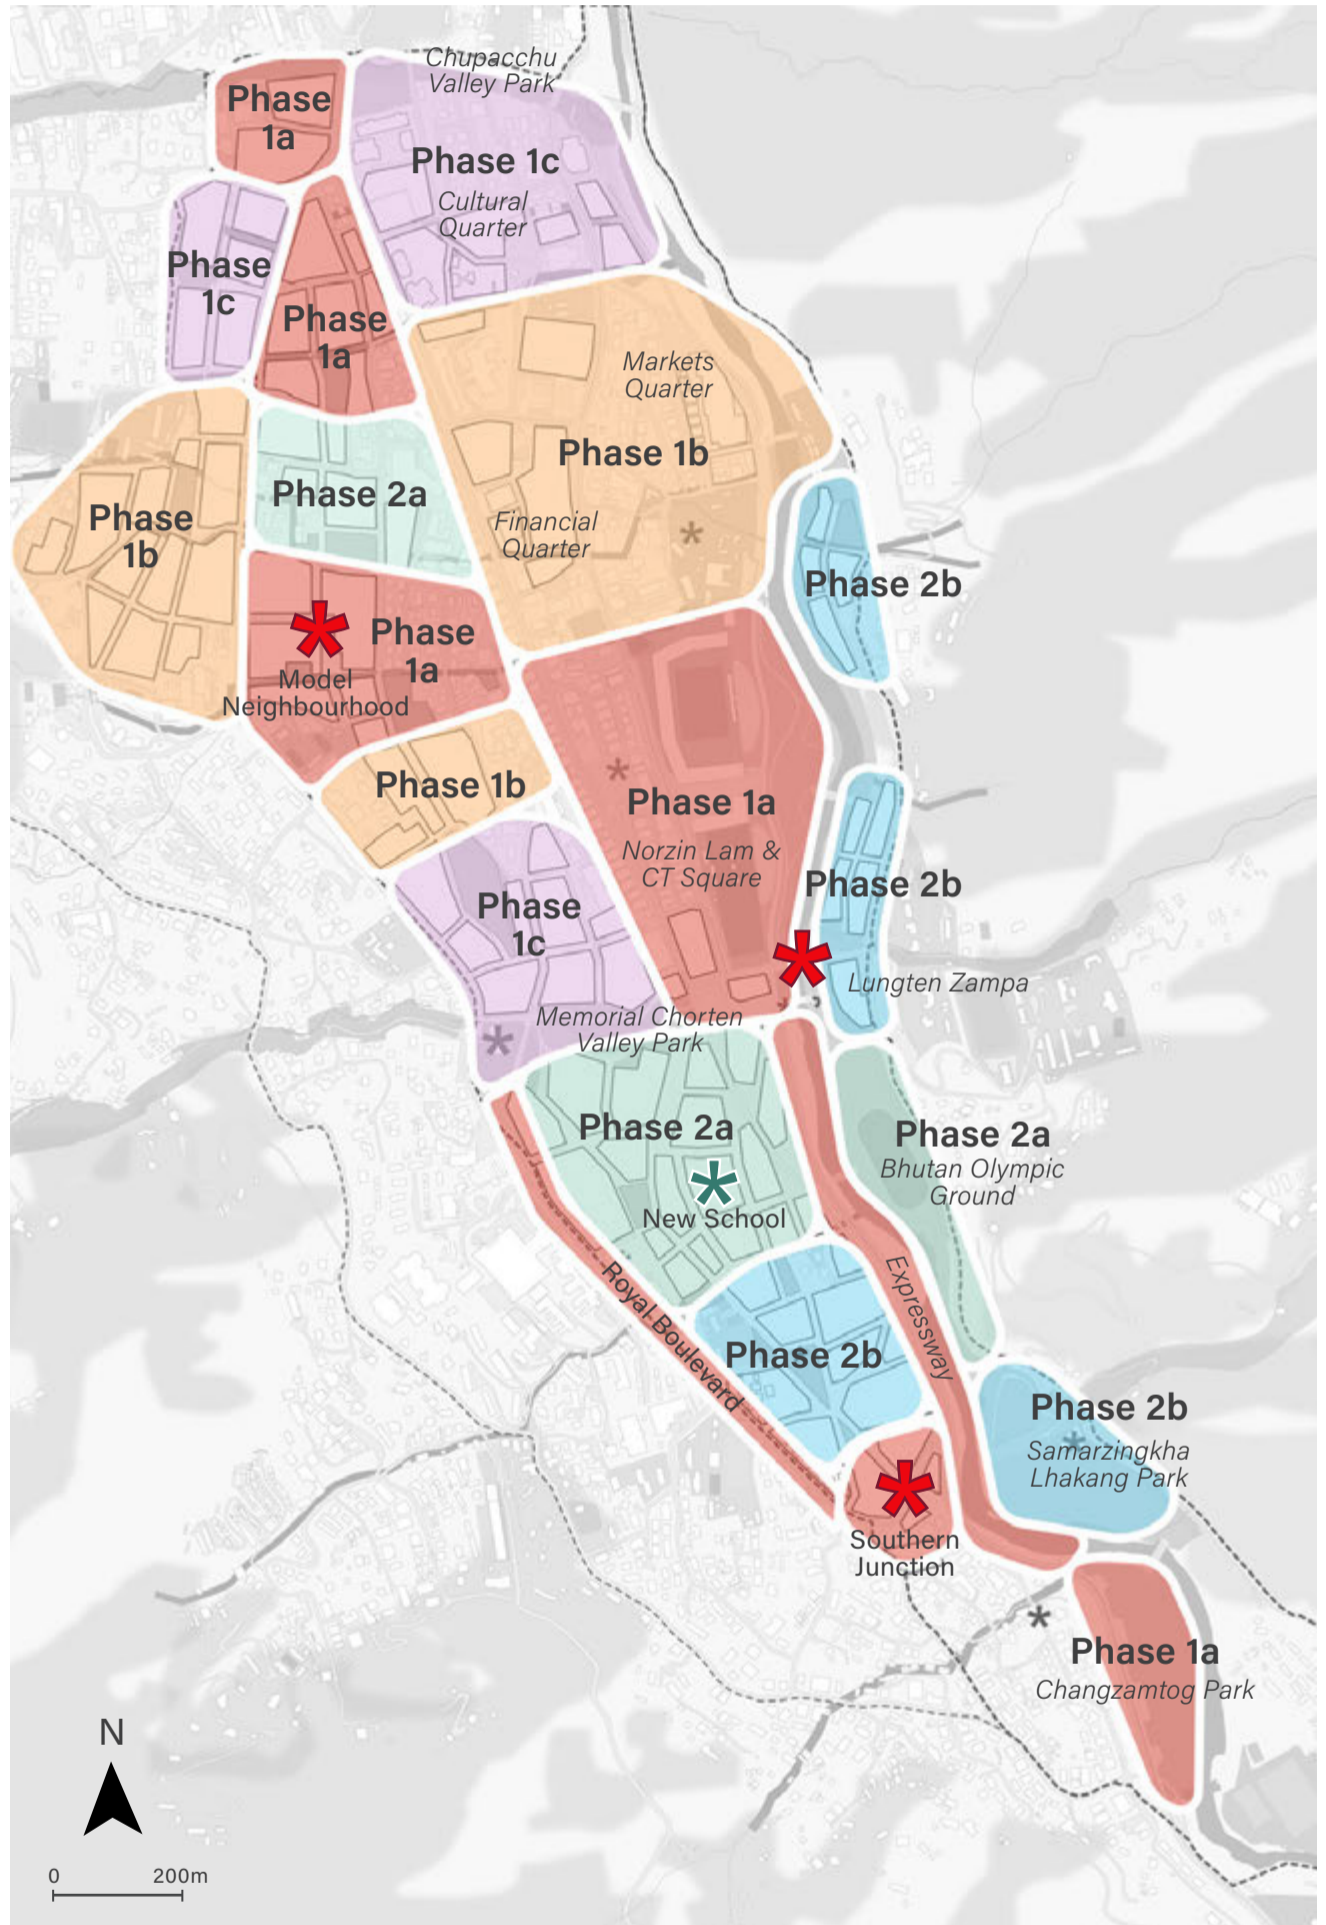 Chupacchu
Valley Park
Phase
1a
Phase 1c
Cultural
Quarter
Phase
1c
Phase
1a
Markets
Quarter
Phase 1b
Financial
Quarter
Phase 2a
Phase
1b
Phase 2b
Phase
1a
Model
Neighbourhood
Phase 1b
Phase 1a
Norzin Lam &
CT Square
Phase 2b
Lungten Zampa
Phase
1c
Memorial Chorten
Valley Park
Phase 2a
New School
Phase 2a
Bhutan Olympic
Ground
Expressway
Royal Boulevard
Phase 2b
Phase 2b
Samarzingkha
Lhakang Park
Southern
Junction
Phase 1a
Changzamtog Park
N
0 200m